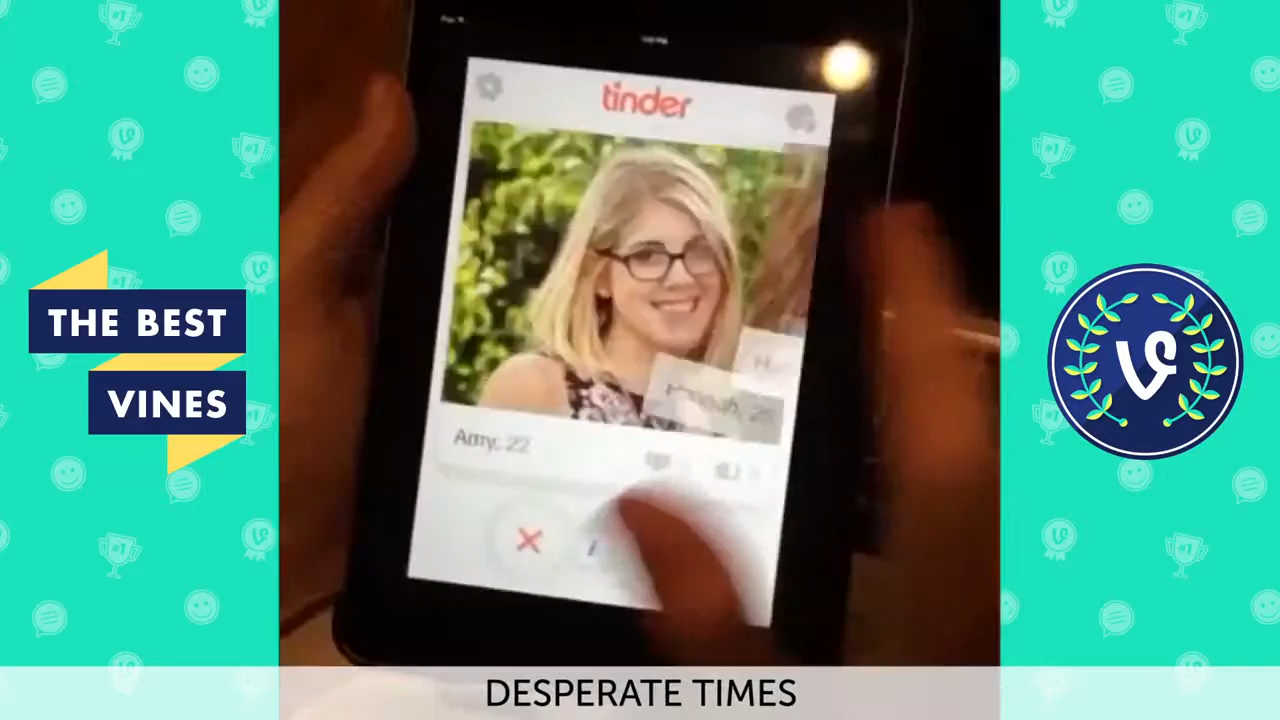 THE BEST
VINES
tinder
Amy, 22
DESPERATE TIMES